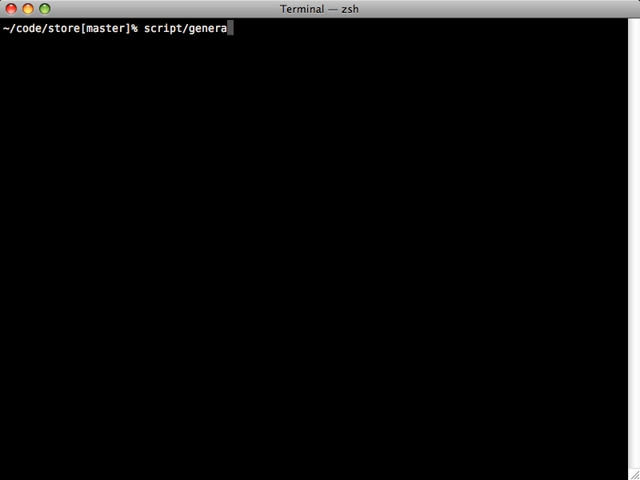 Terminal — zsh
~/code/store[master]% script/genera